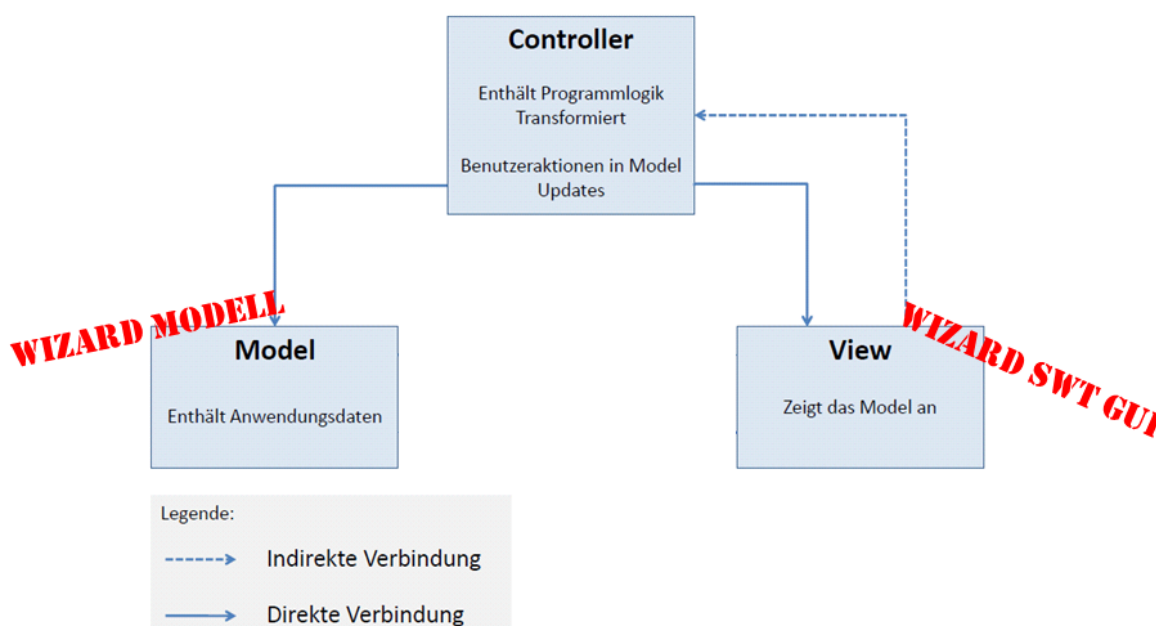 Controller
Enthält Programmlogik
Transformiert
Benutzeraktionen in Model
Updates
WIZARD MODELL
Model
Enthält Anwendungsdaten
WIZARD SWT GUI
View
Zeigt das Model an
Legende:
Indirekte Verbindung
Direkte Verbindung